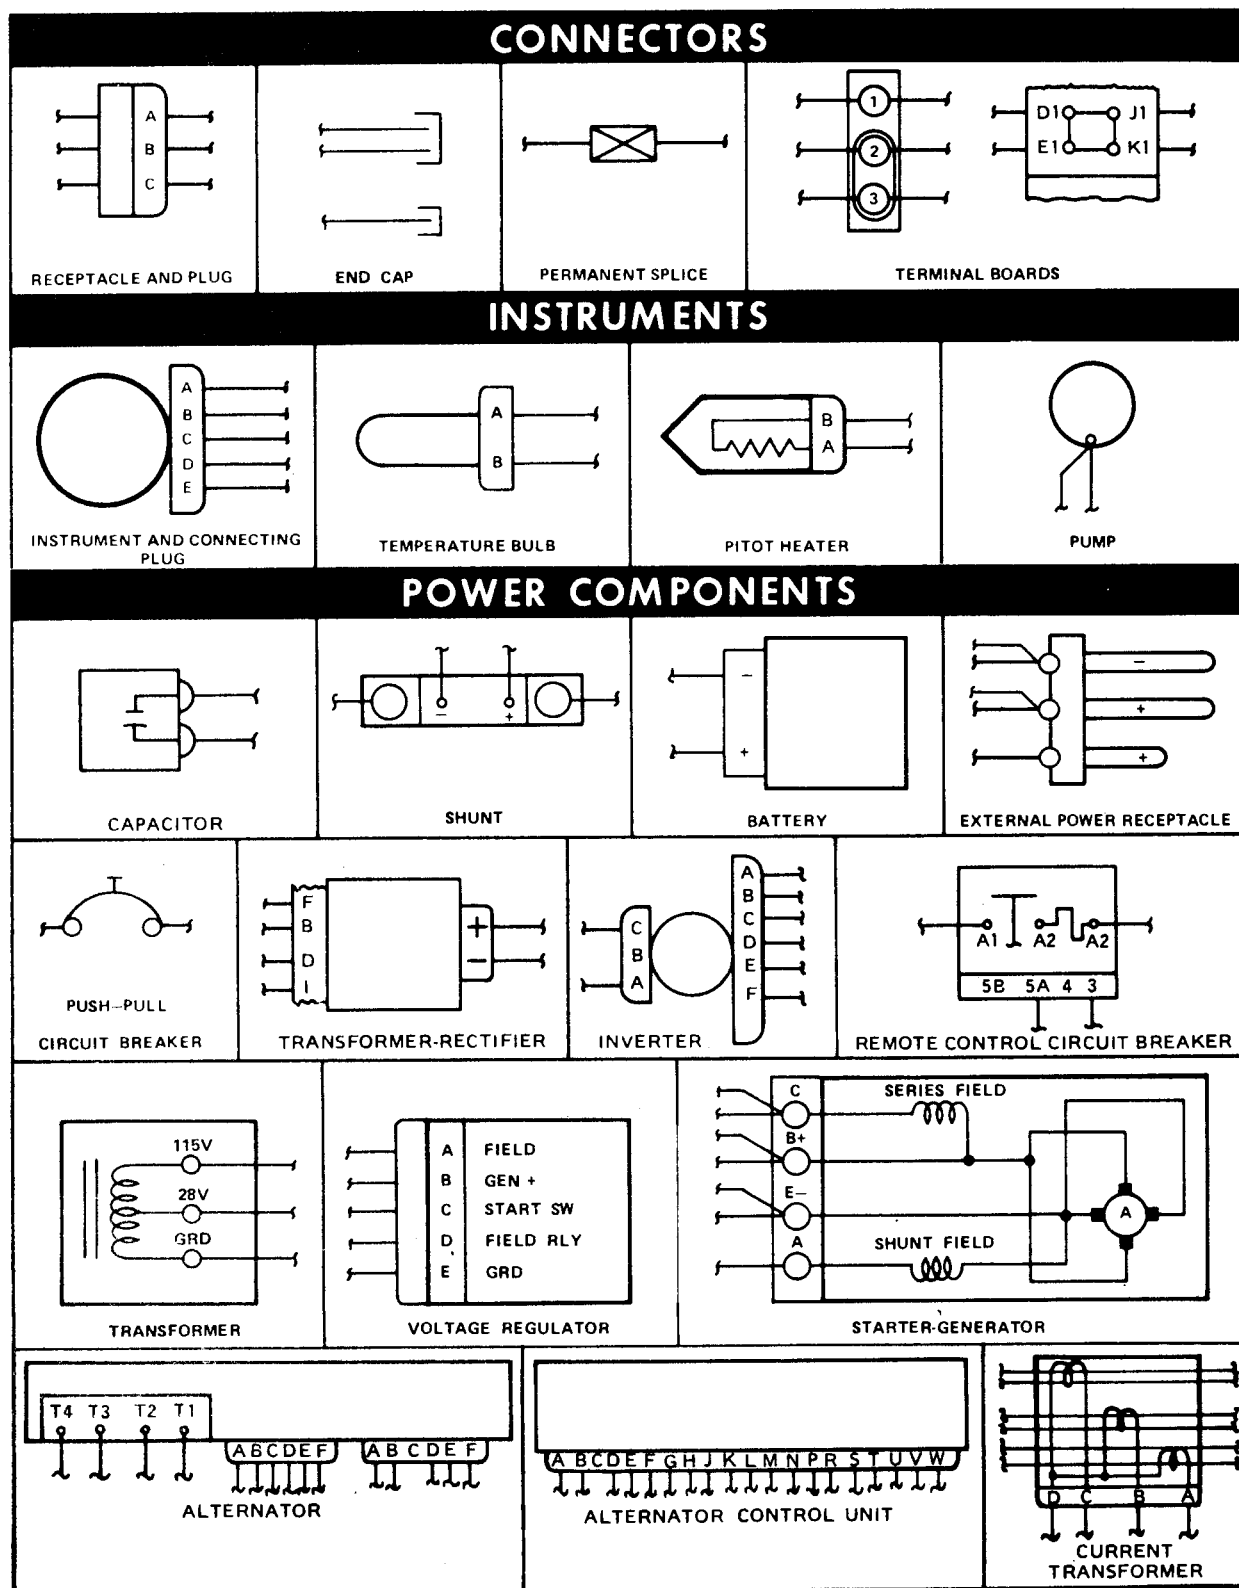 CONNECTORS
A
B
C
RECEPTACLE AND PLUG
END CAP
PERMANENT SPLICE
1
2
3
D1 J1
E1 K1
TERMINAL BOARDS
INSTRUMENTS
A
B
C
D
E
INSTRUMENT AND CONNECTING
PLUG
A
B
TEMPERATURE BULB
B
A
PITOT HEATER
PUMP
POWER COMPONENTS
CAPACITOR
− +
SHUNT
−
+
BATTERY
−
+
+
EXTERNAL POWER RECEPTACLE
PUSH-PULL
CIRCUIT BREAKER
F
B
D
I
+
−
TRANSFORMER-RECTIFIER
C
B
A
A
B
C
D
E
F
INVERTER
A1 A2 A2
5B 5A 4 3
REMOTE CONTROL CIRCUIT BREAKER
115V
28V
GRD
TRANSFORMER
A FIELD
B GEN +
C START SW
D FIELD RLY
E GRD
VOLTAGE REGULATOR
C
SERIES FIELD
B+
E−
A
A
SHUNT FIELD
STARTER-GENERATOR
T4 T3 T2 T1
A B C D E F
A B C D E F
ALTERNATOR
A B C D E F G H J K L M N P R S T U V W
ALTERNATOR CONTROL UNIT
D C B A
CURRENT
TRANSFORMER